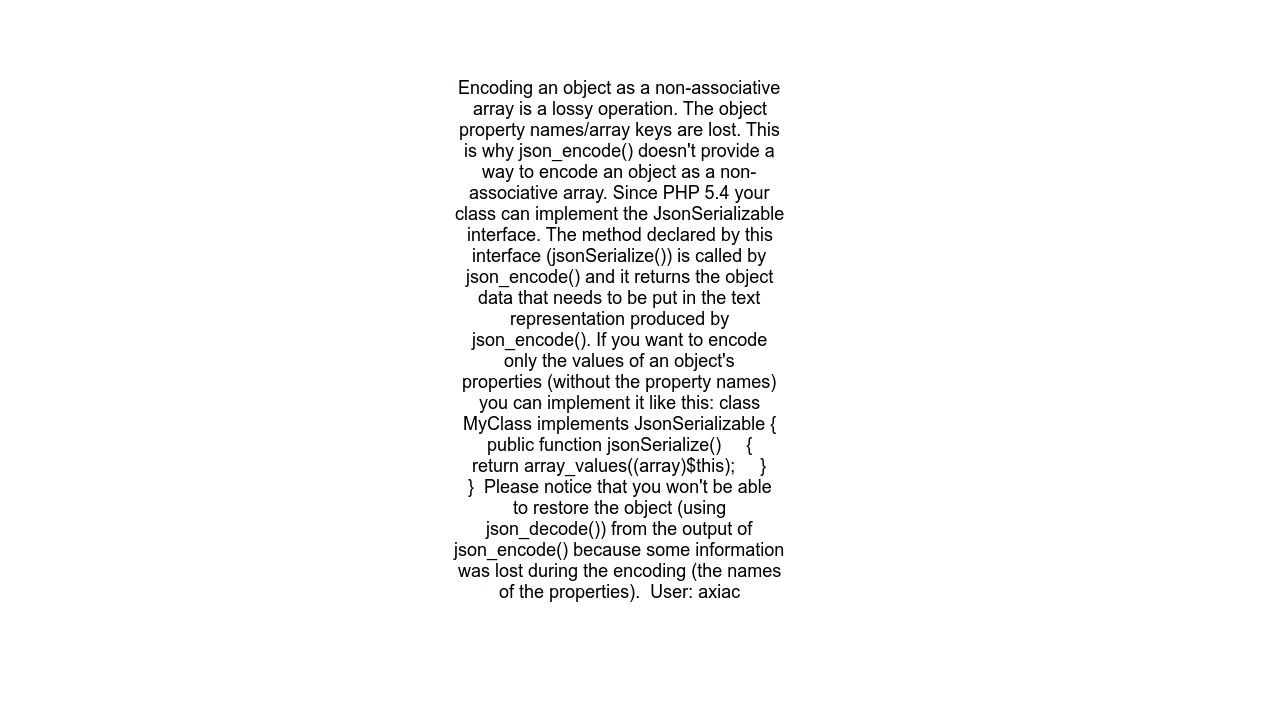 Encoding an object as a non-associative
array is a lossy operation. The object
property names/array keys are lost. This
is why json_encode() doesn't provide a
way to encode an object as a non-
associative array. Since PHP 5.4 your
class can implement the JsonSerializable
interface. The method declared by this
interface (jsonSerialize()) is called by
json_encode() and it returns the object
data that needs to be put in the text
representation produced by
json_encode(). If you want to encode
only the values of an object's
properties (without the property names)
you can implement it like this: class
MyClass implements JsonSerializable {
public function jsonSerialize()     {
return array_values((array)$this);     }
}  Please notice that you won't be able
to restore the object (using
json_decode()) from the output of
json_encode() because some information
was lost during the encoding (the names
of the properties).  User: axiac